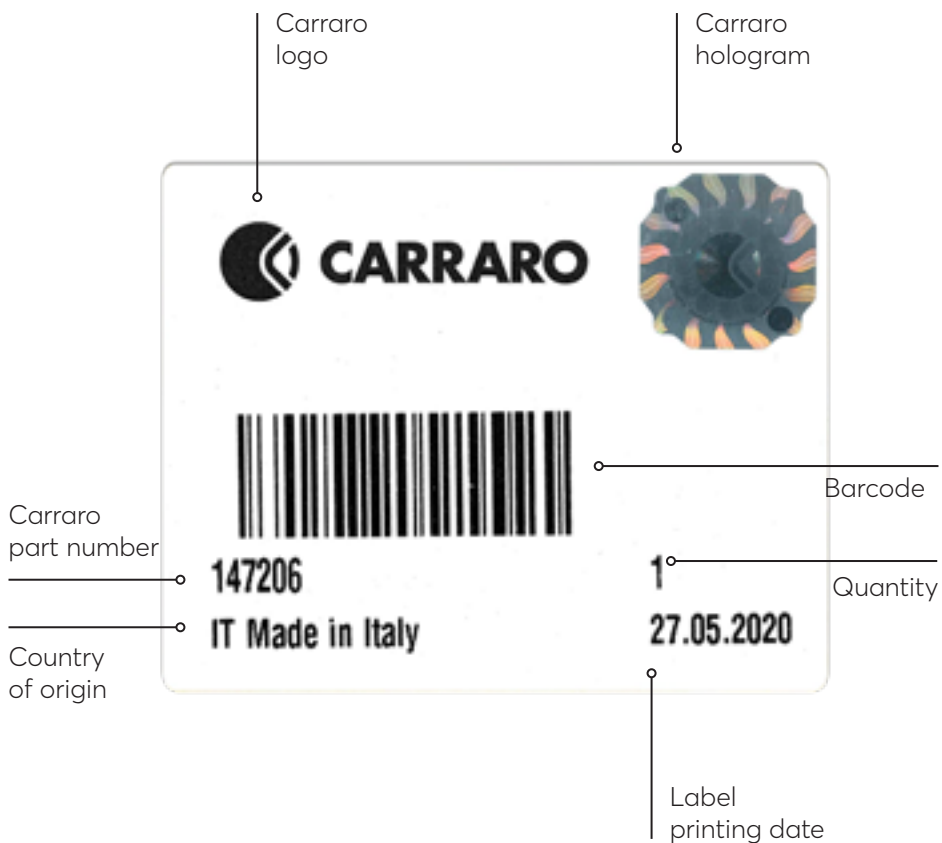 Carraro
logo
Carraro
hologram
CARRARO
Barcode
Carraro
part number
147206
1
Quantity
IT Made in Italy
27.05.2020
Country
of origin
Label
printing date